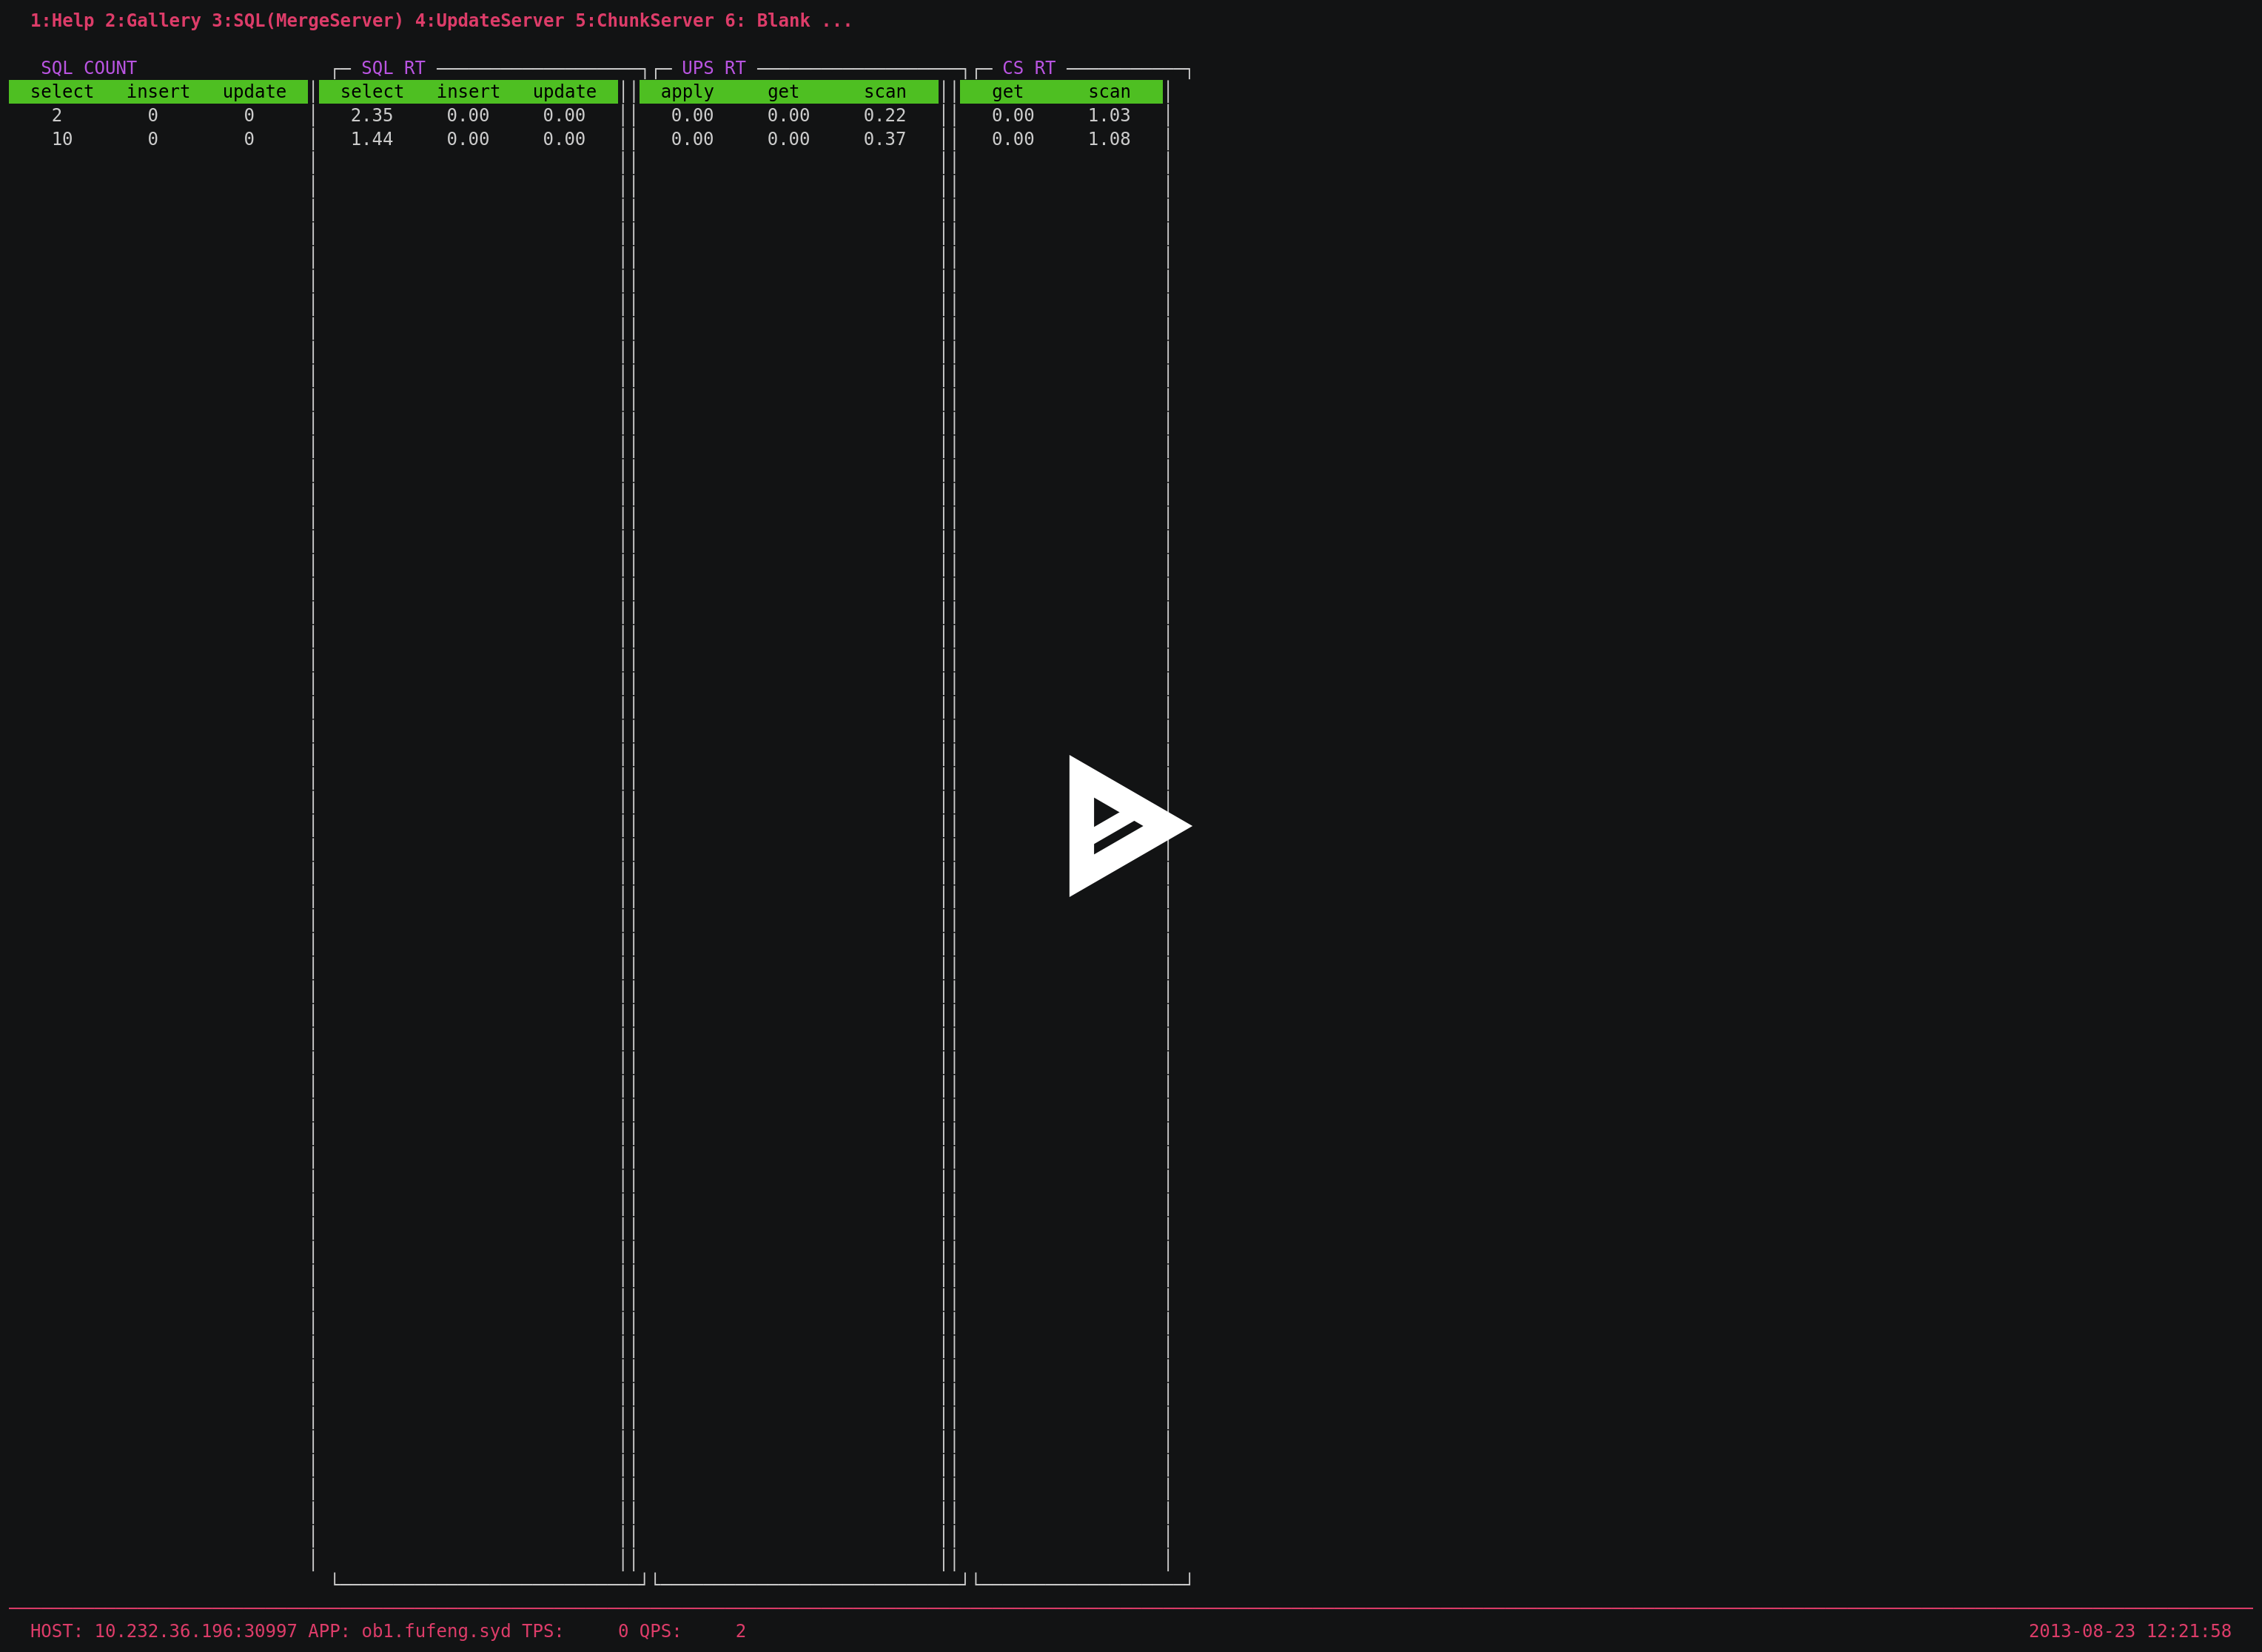 1:Help 2:Gallery 3:SQL(MergeServer) 4:UpdateServer 5:ChunkServer 6: Blank ...
SQL COUNT SQL RT UPS RT CS RT
select insert update select insert update apply get scan get scan
2 0 0 2.35 0.00 0.00 0.00 0.00 0.22 0.00 1.03
10 0 0 1.44 0.00 0.00 0.00 0.00 0.37 0.00 1.08
HOST: 10.232.36.196:30997 APP: ob1.fufeng.syd TPS: 0 QPS: 2 2013-08-23 12:21:58